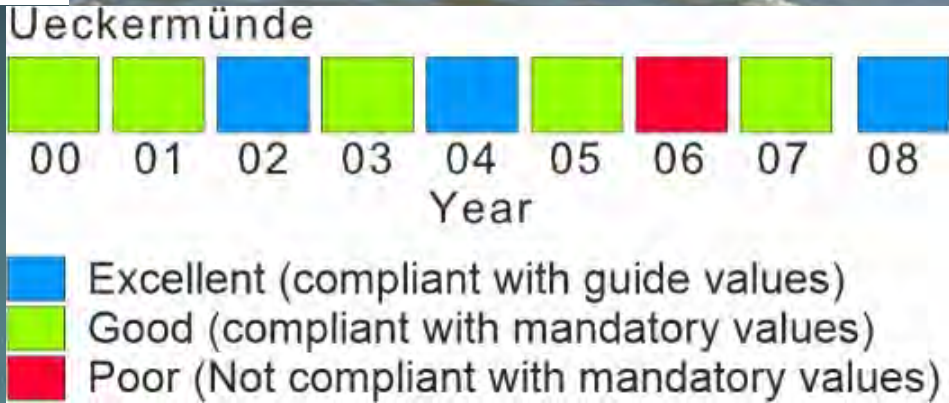 Ueckermünde
00 01 02 03 04 05 06 07 08
Year
Excellent (compliant with guide values)
Good (compliant with mandatory values)
Poor (Not compliant with mandatory values)